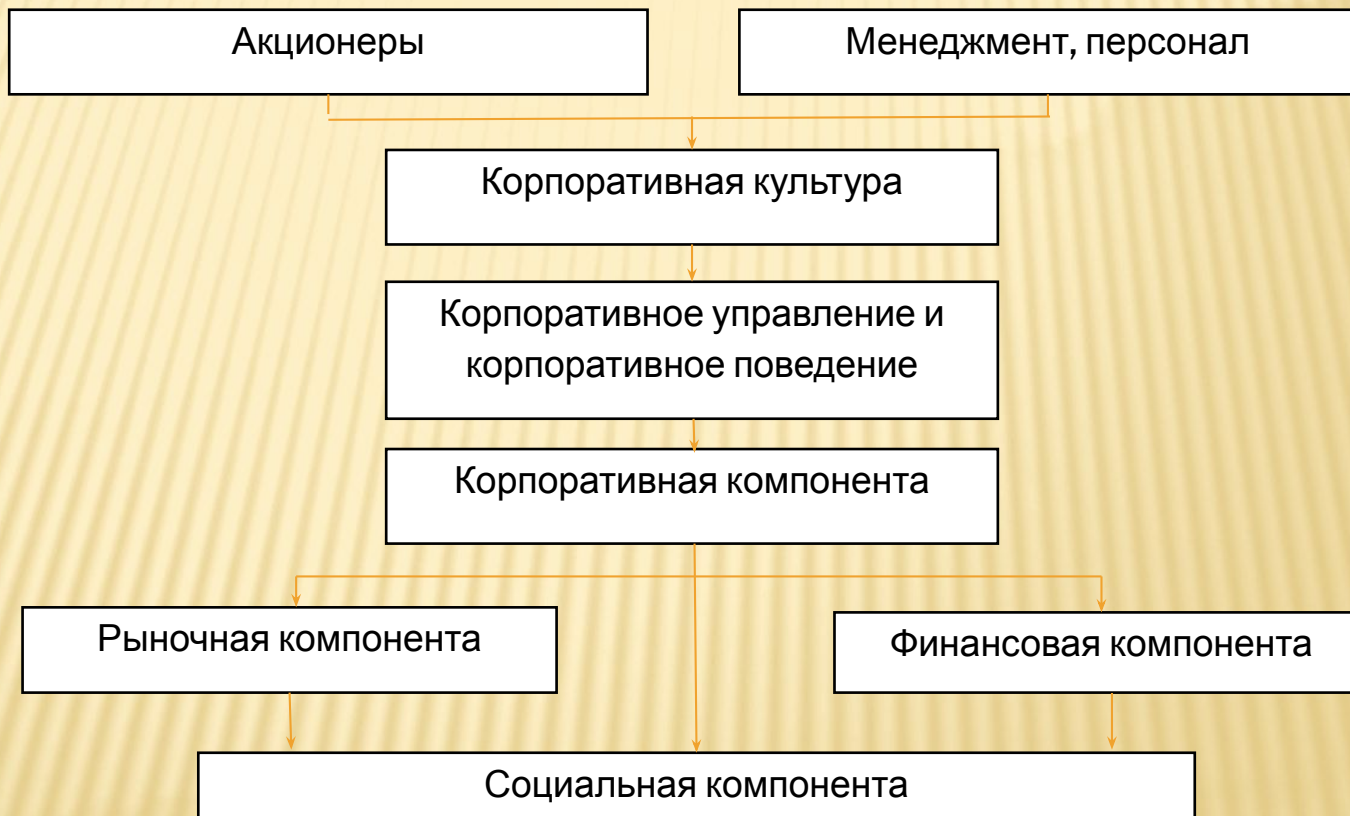 Акционеры
Менеджмент, персонал
Корпоративная культура
Корпоративное управление и
корпоративное поведение
Корпоративная компонента
Рыночная компонента
Финансовая компонента
Социальная компонента